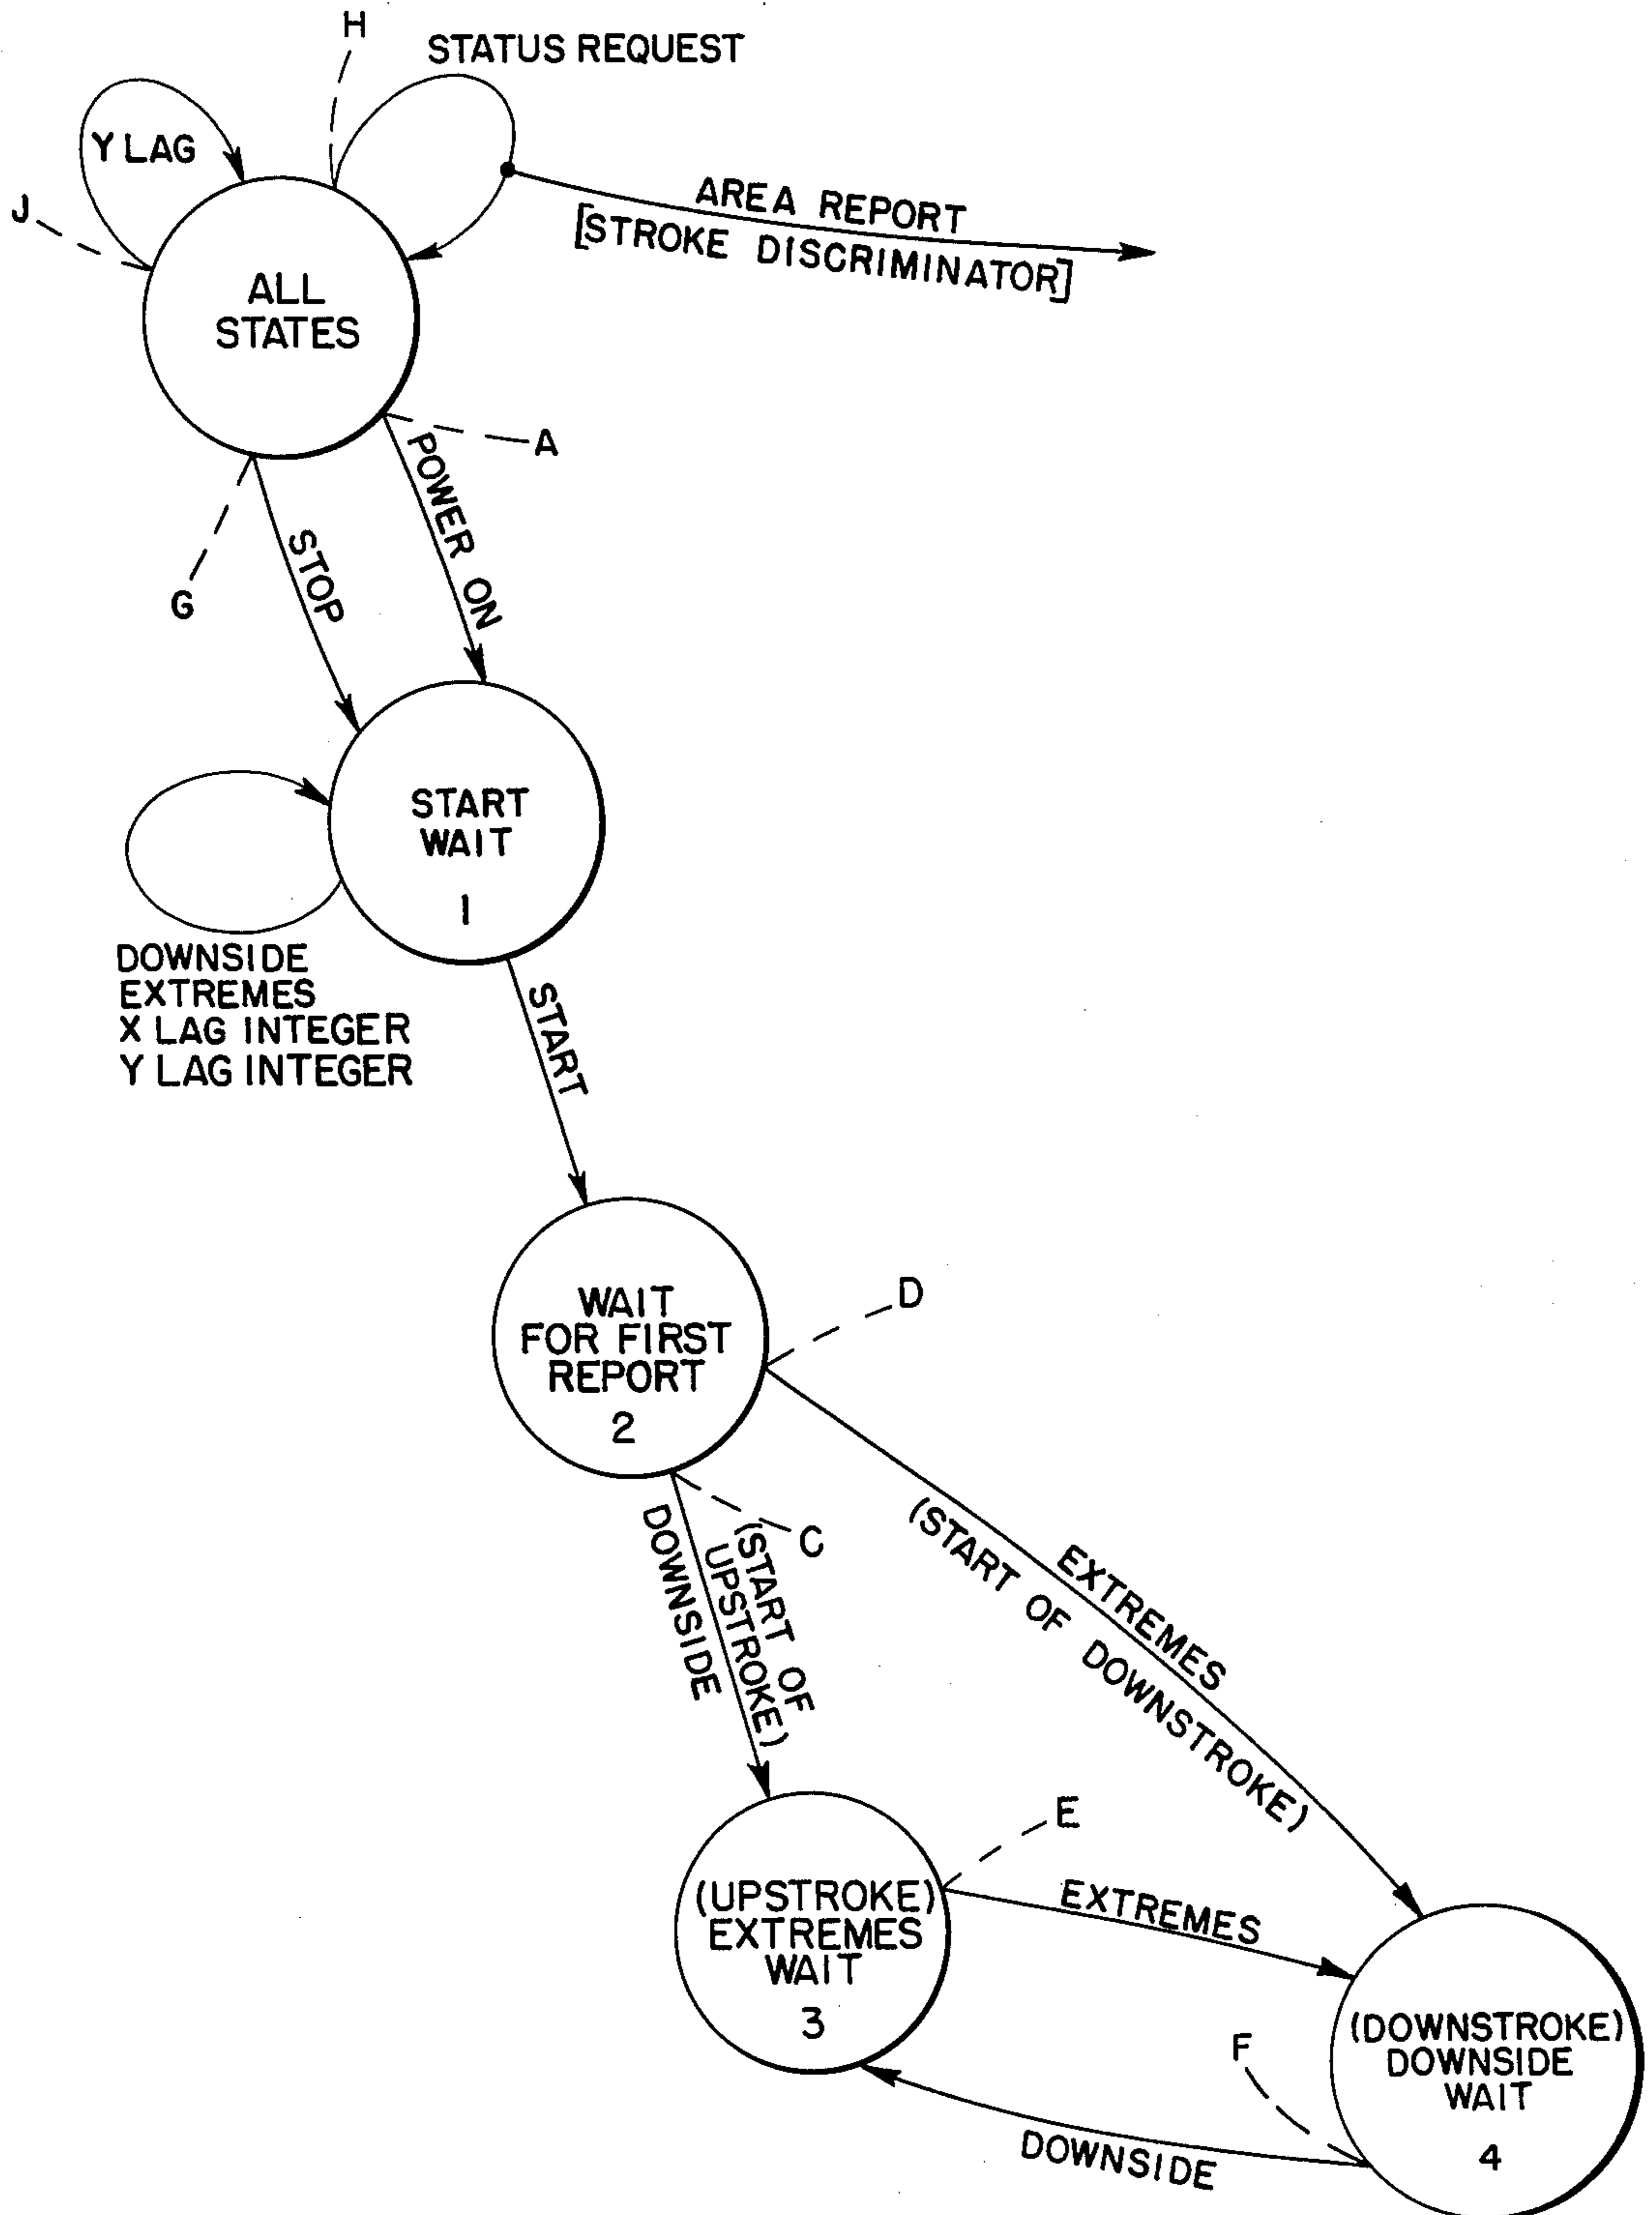 H
STATUS REQUEST
Y LAG
J
AREA REPORT
[STROKE DISCRIMINATOR]
ALL
STATES
A
POWER ON
STOP
G
START
WAIT
1
DOWNSIDE
EXTREMES
X LAG INTEGER
Y LAG INTEGER
START
WAIT
FOR FIRST
REPORT
2
D
C
DOWNSIDE
(START OF
UPSTROKE)
EXTREMES
(START OF DOWNSTROKE)
E
(UPSTROKE)
EXTREMES
WAIT
3
EXTREMES
(DOWNSTROKE)
DOWNSIDE
WAIT
4
F
DOWNSIDE